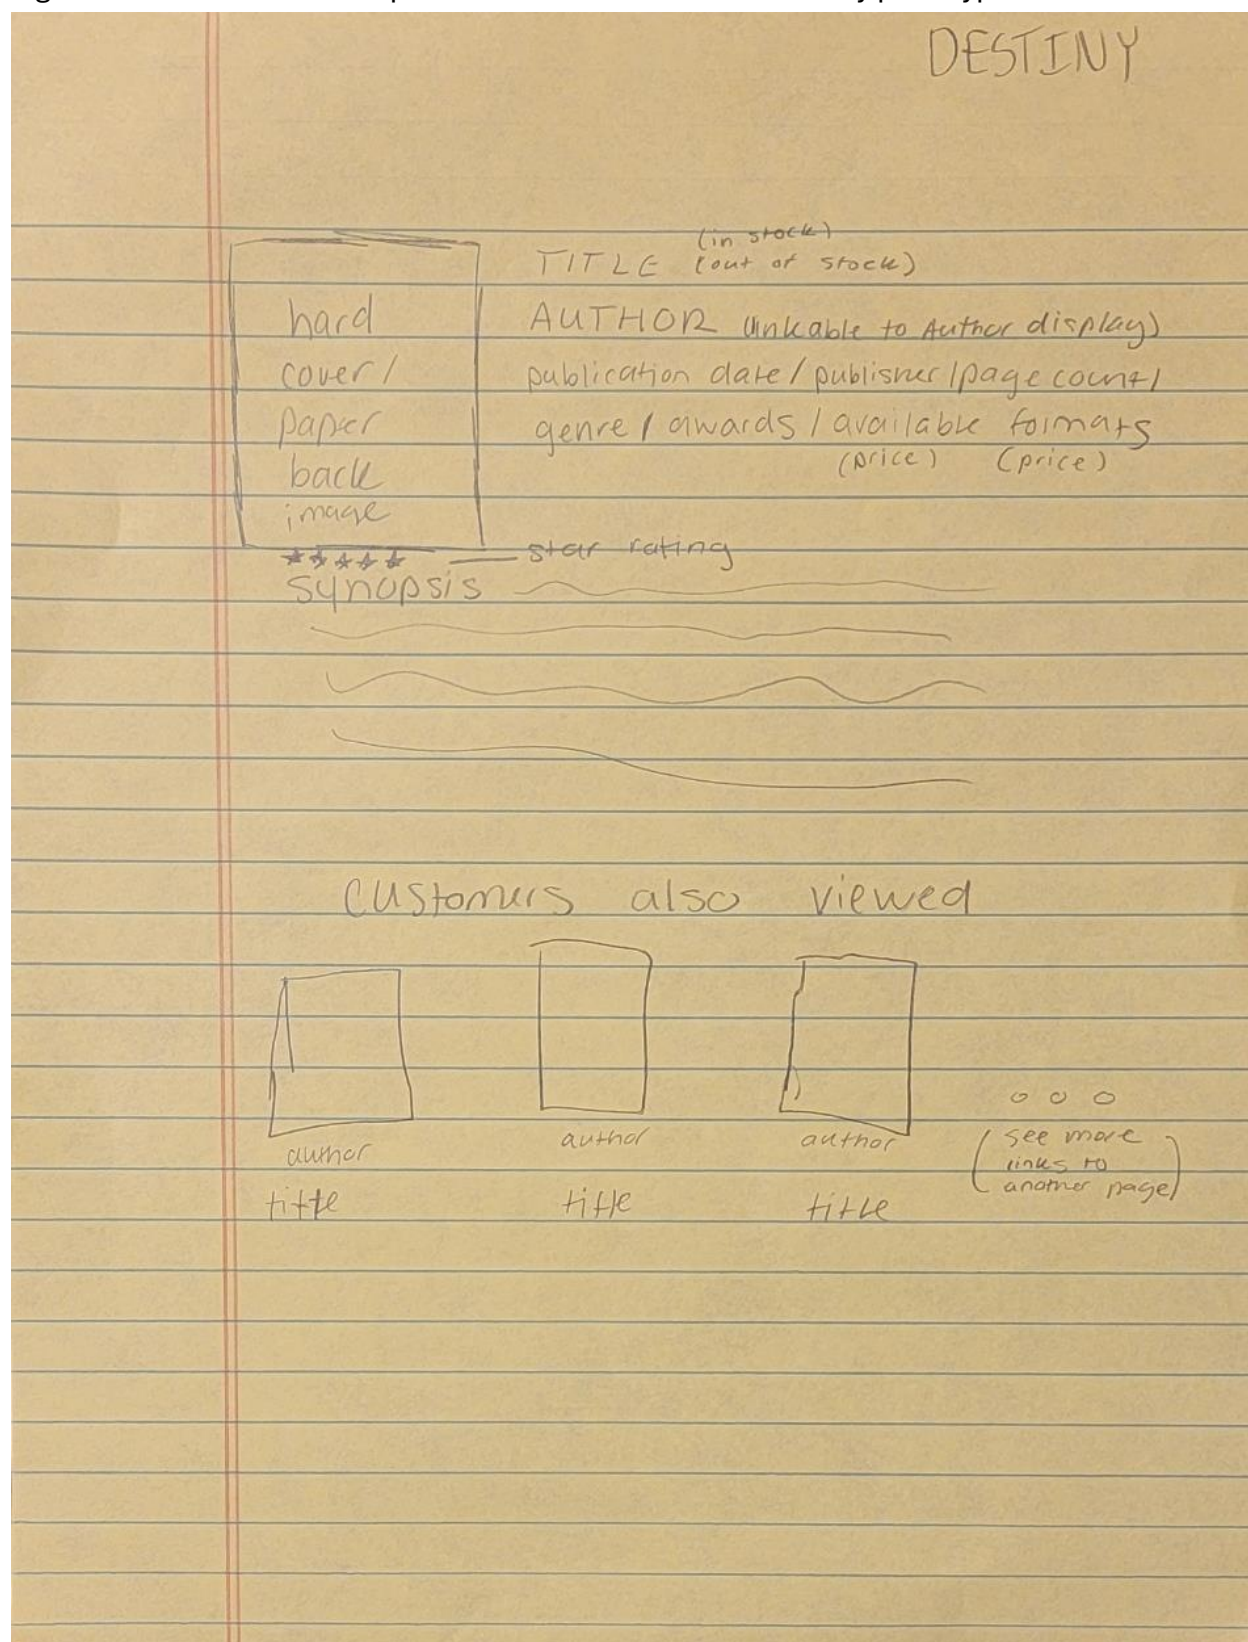 DESTINY
(in stock)
TITLE (out of stock)
hard
AUTHOR (linkable to Author display)
cover/
publication date / publisher / page count /
paper
genre / awards / available formats
(price) (price)
back
image
star rating
synopsis
customers also viewed
author
title
author
title
author
title
(see more
links to
another page)